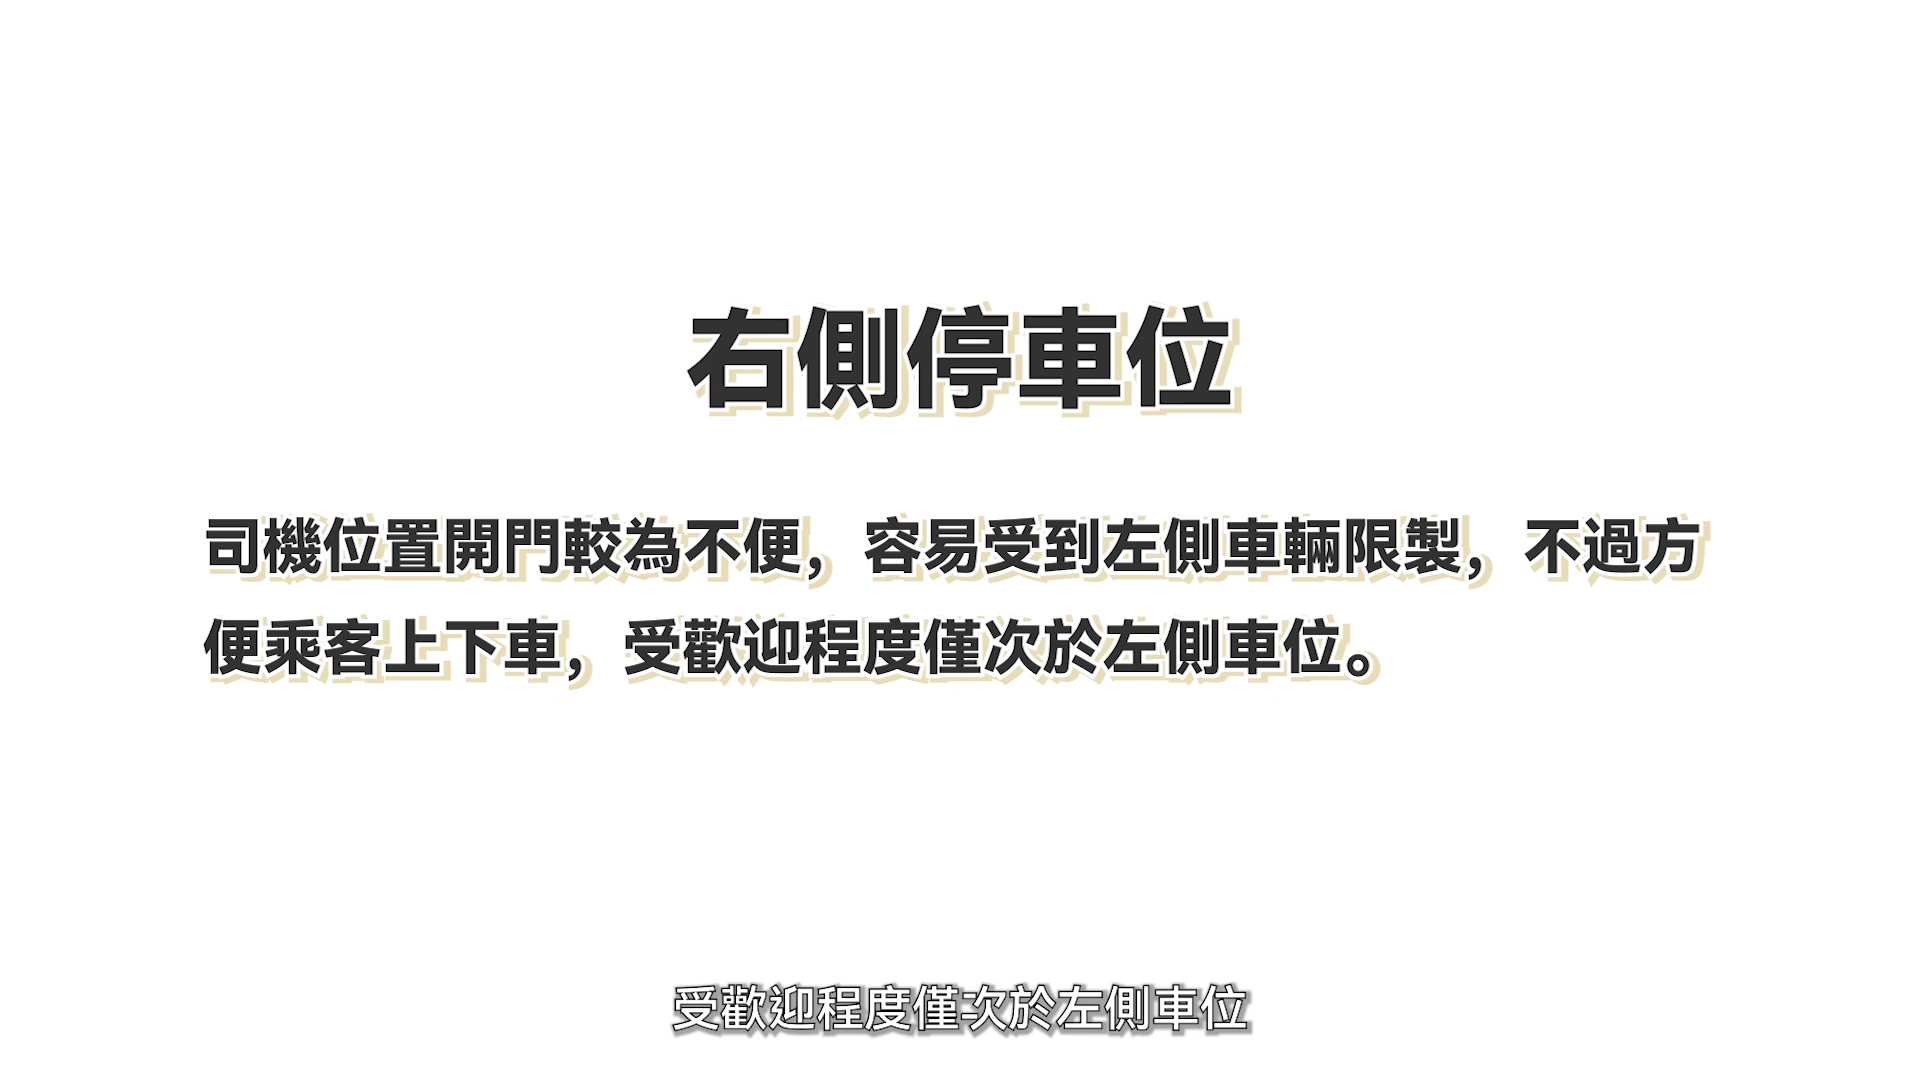 右側停車位
司機位置開門較為不便，容易受到左側車輛限製，不過方
便乘客上下車，受歡迎程度僅次於左側車位。
受歡迎程度僅次於左側車位